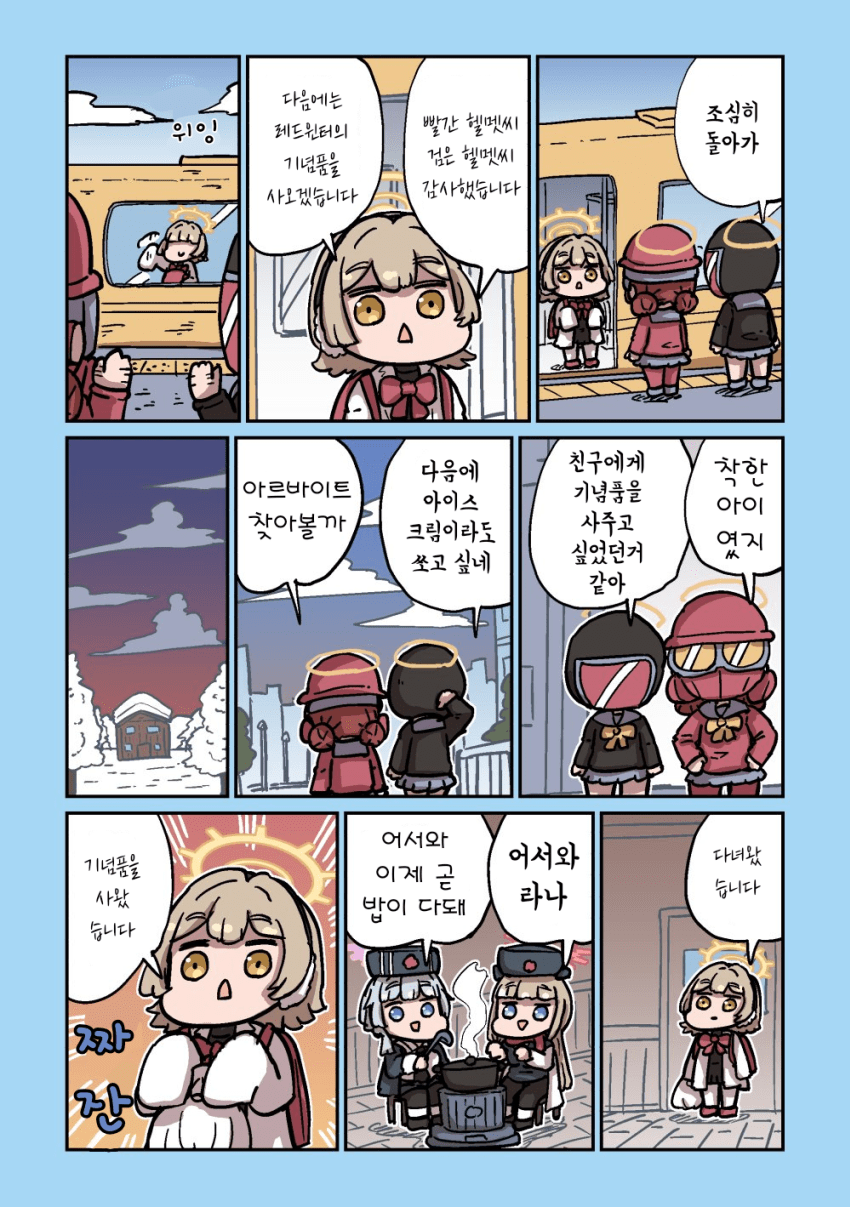 조심히
돌아가
빨간 헬멧씨
검은 헬멧씨
감사했습니다
다음에는
레드윈터의
기념품을
사오겠습니다
위잉
착한
아이
였지
친구에게
기념품을
사주고
싶었던거
같아
다음에
아이스
크림이라도
쏘고 싶네
아르바이트
찾아볼까
다녀왔
습니다
어서와
라나
어서와
이제 곧
밥이 다돼
기념품을
사왔
습니다
짜
잔